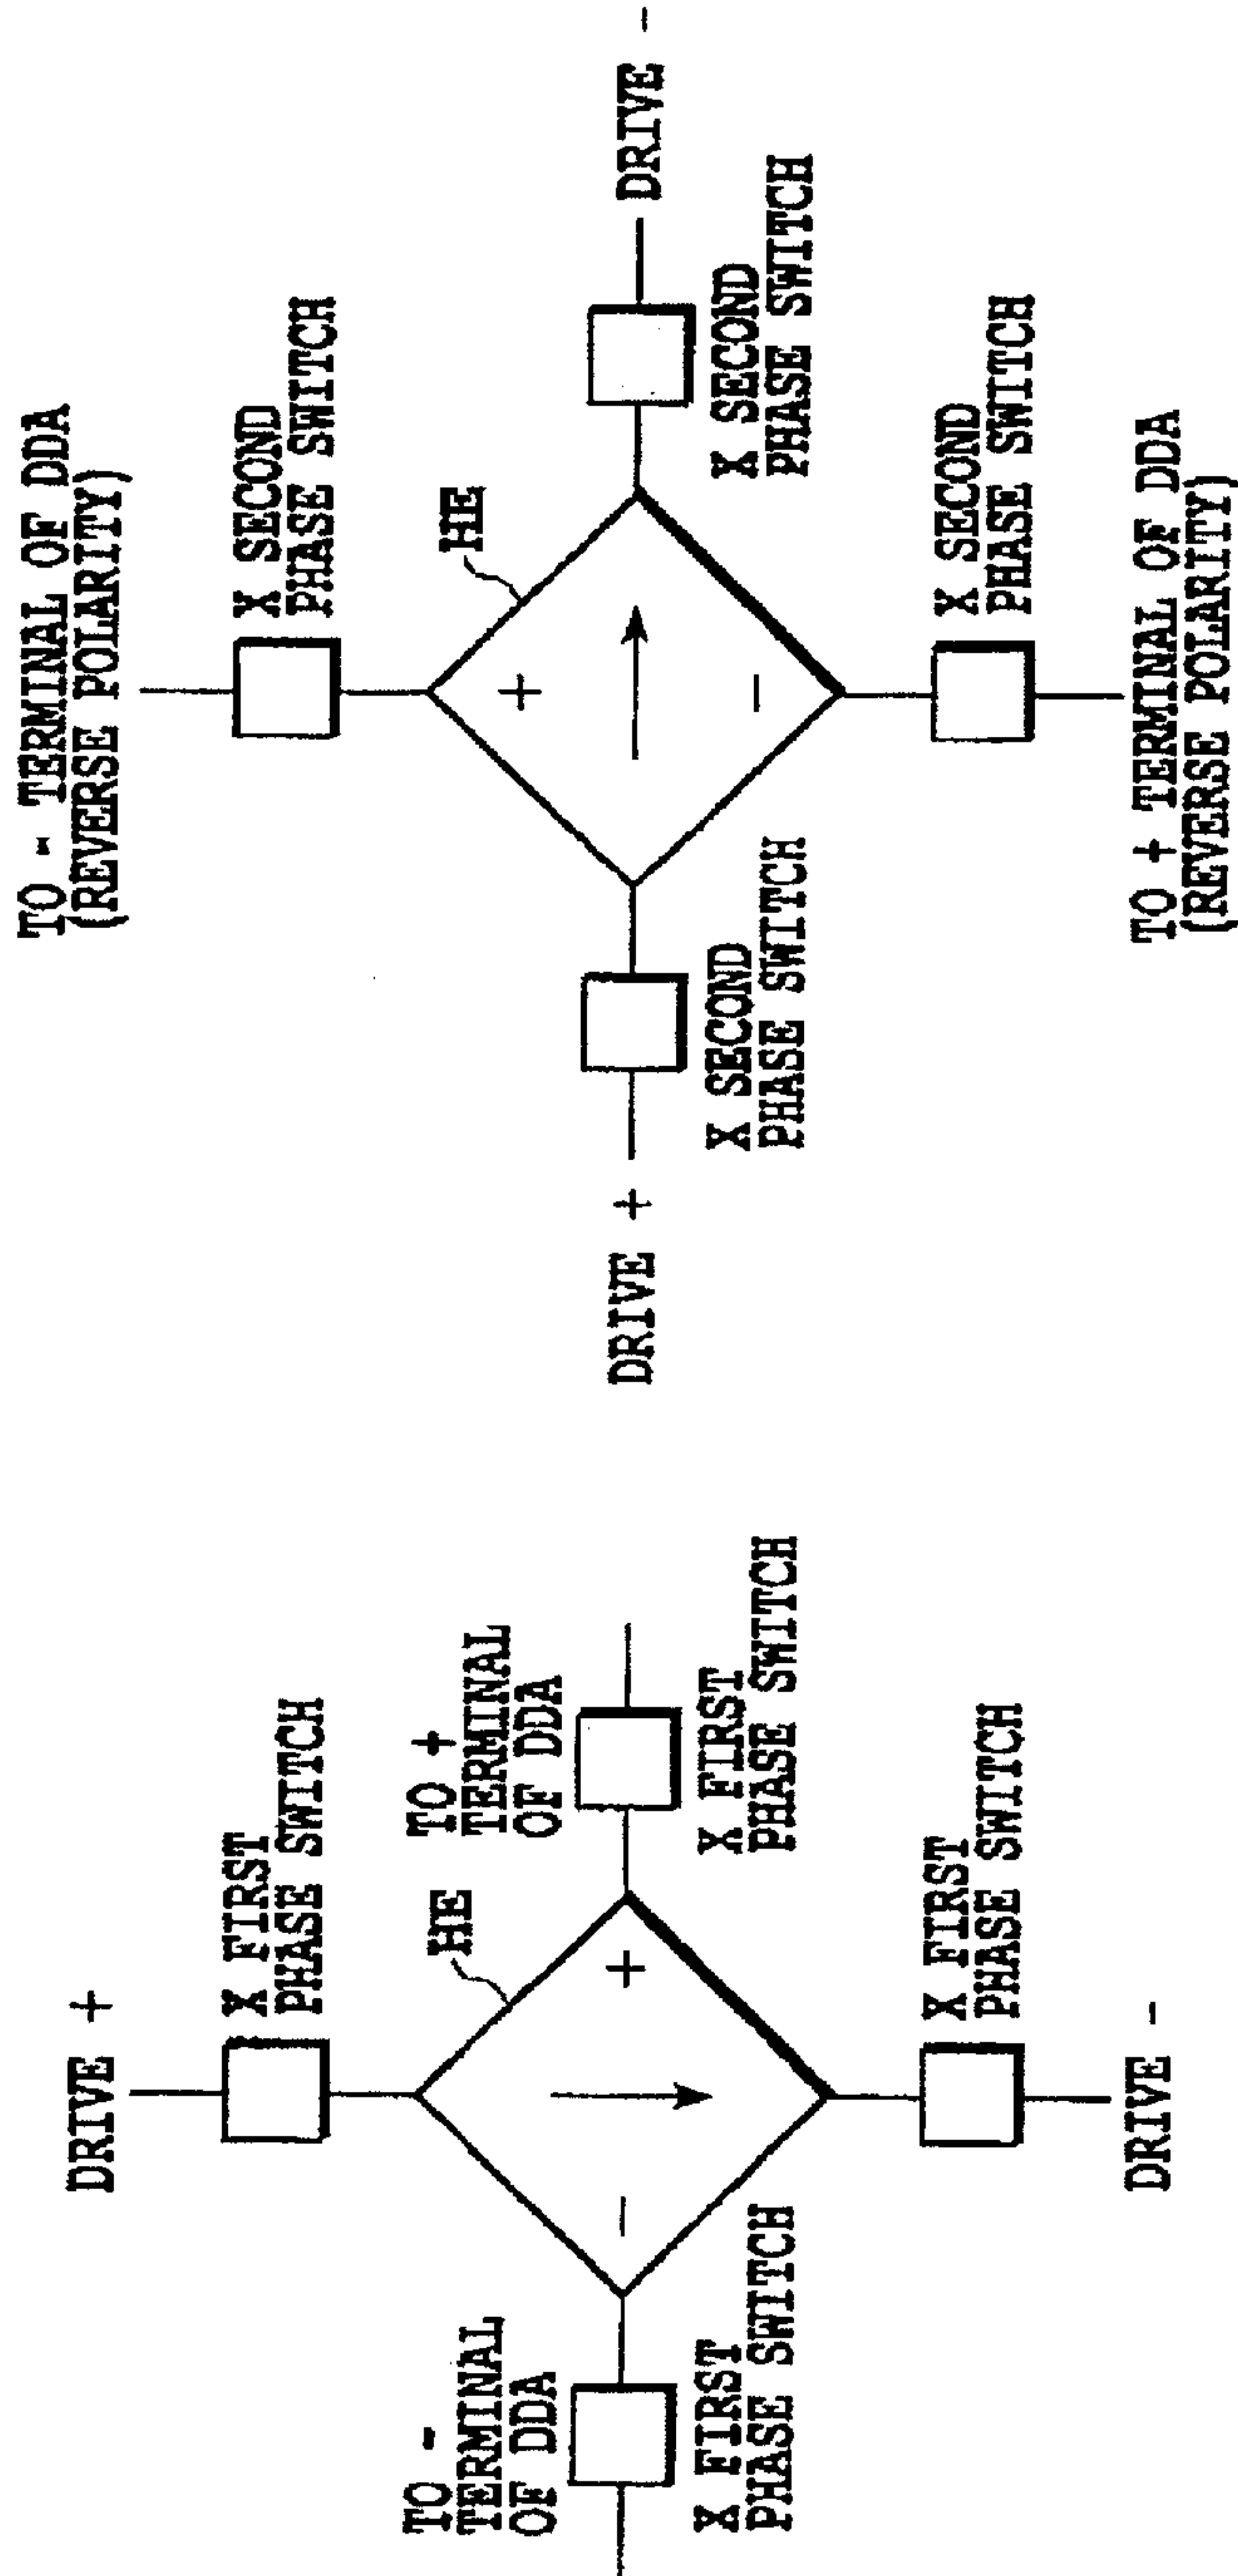 DRIVE +
X FIRST
PHASE SWITCH
HE
TO -
TERMINAL
OF DDA
-
+
TO +
TERMINAL
OF DDA
X FIRST
PHASE SWITCH
X FIRST
PHASE SWITCH
X FIRST
PHASE SWITCH
DRIVE -
TO - TERMINAL OF DDA
(REVERSE POLARITY)
X SECOND
PHASE SWITCH
HE
+
DRIVE +
DRIVE -
X SECOND
PHASE SWITCH
X SECOND
PHASE SWITCH
-
X SECOND
PHASE SWITCH
TO + TERMINAL OF DDA
(REVERSE POLARITY)